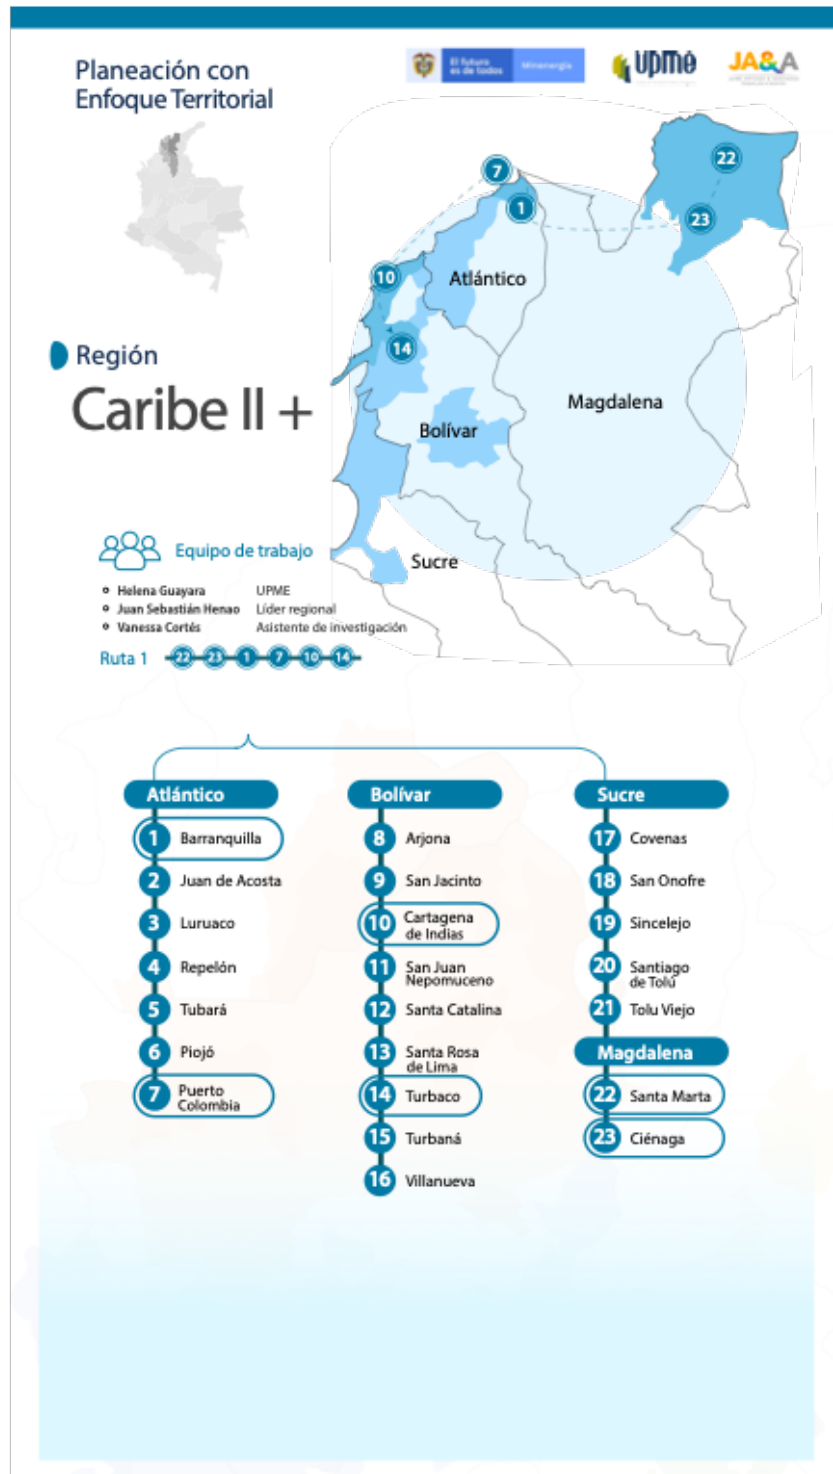 Planeación con
Enfoque Territorial
El futuro
es de todos
Minenergía
upme
JA&A
22
7
1
23
10
Atlántico
14
Región
Caribe II +
Magdalena
Bolívar
Equipo de trabajo
Sucre
Helena Guayara UPME
Juan Sebastián Henao Líder regional
Vanessa Cortés Asistente de investigación
Ruta 1 22 23 1 7 10 14
Atlántico
1 Barranquilla
2 Juan de Acosta
3 Luruaco
4 Repelón
5 Tubará
6 Piojó
7 Puerto
Colombia
Bolívar
8 Arjona
9 San Jacinto
10 Cartagena
de Indias
11 San Juan
Nepomuceno
12 Santa Catalina
13 Santa Rosa
de Lima
14 Turbaco
15 Turbaná
16 Villanueva
Sucre
17 Covenas
18 San Onofre
19 Sincelejo
20 Santiago
de Tolú
21 Tolu Viejo
Magdalena
22 Santa Marta
23 Ciénaga